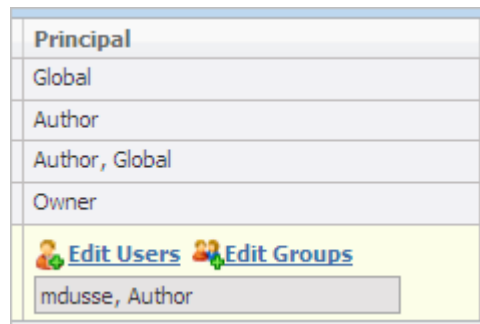 Principal
Global
Author
Author, Global
Owner
Edit Users Edit Groups
mdusse, Author